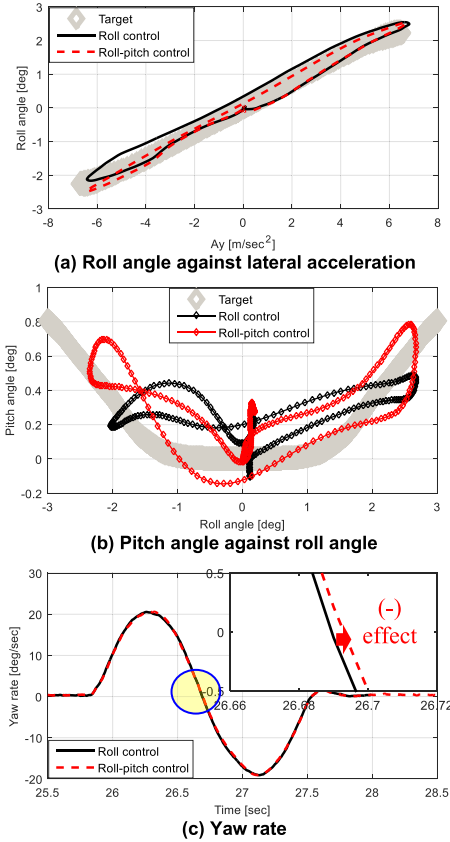 3
2
1
0
-1
-2
-3
Roll angle [deg]
Target
Roll control
Roll-pitch control
-8 -6 -4 -2 0 2 4 6 8
Ay [m/sec2]
(a) Roll angle against lateral acceleration
1
0.8
0.6
0.4
0.2
0
-0.2
Pitch angle [deg]
Target
Roll control
Roll-pitch control
-3 -2 -1 0 1 2 3
Roll angle [deg]
(b) Pitch angle against roll angle
30
20
10
0
-10
-20
Yaw rate [deg/sec]
0.5
0
-0.5
26.66 26.68 26.7 26.72
(-)
effect
Roll control
Roll-pitch control
25.5 26 26.5 27 27.5 28 28.5
Time [sec]
(c) Yaw rate